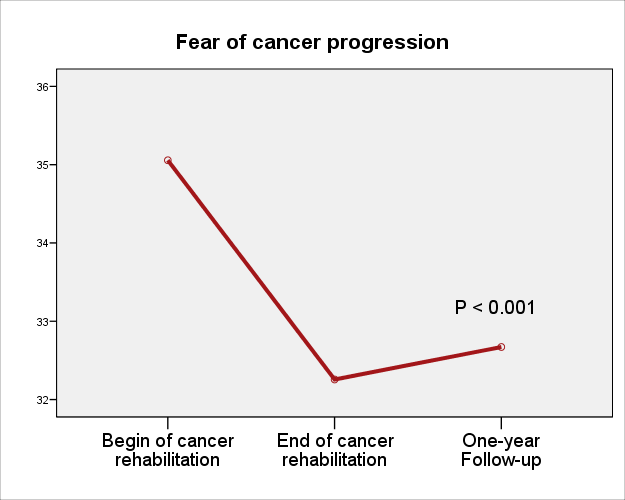 Fear of cancer progression
36
35
34
33
32
P < 0.001
Begin of cancer
rehabilitation
End of cancer
rehabilitation
One-year
Follow-up